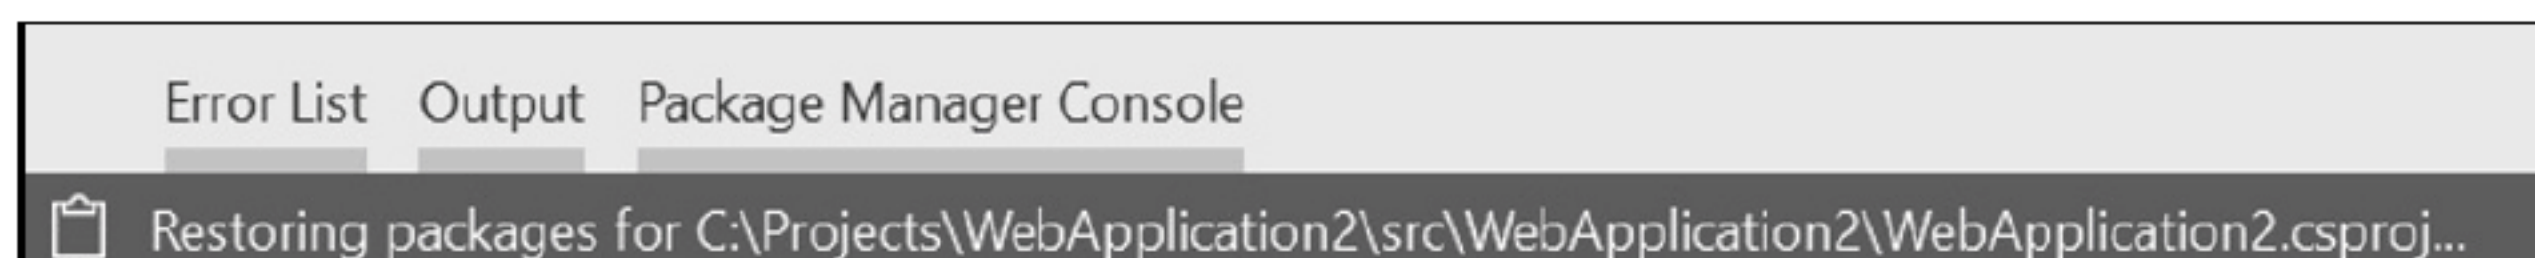 Error List Output Package Manager Console
Restoring packages for C:\Projects\WebApplication2\src\WebApplication2\WebApplication2.csproj...